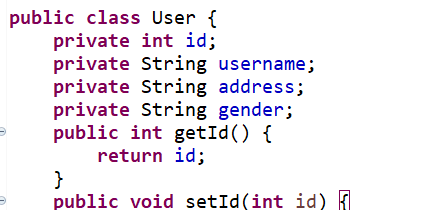 public class User {
    private int id;
    private String username;
    private String address;
    private String gender;
    public int getId() {
        return id;
    }
    public void setId(int id) {